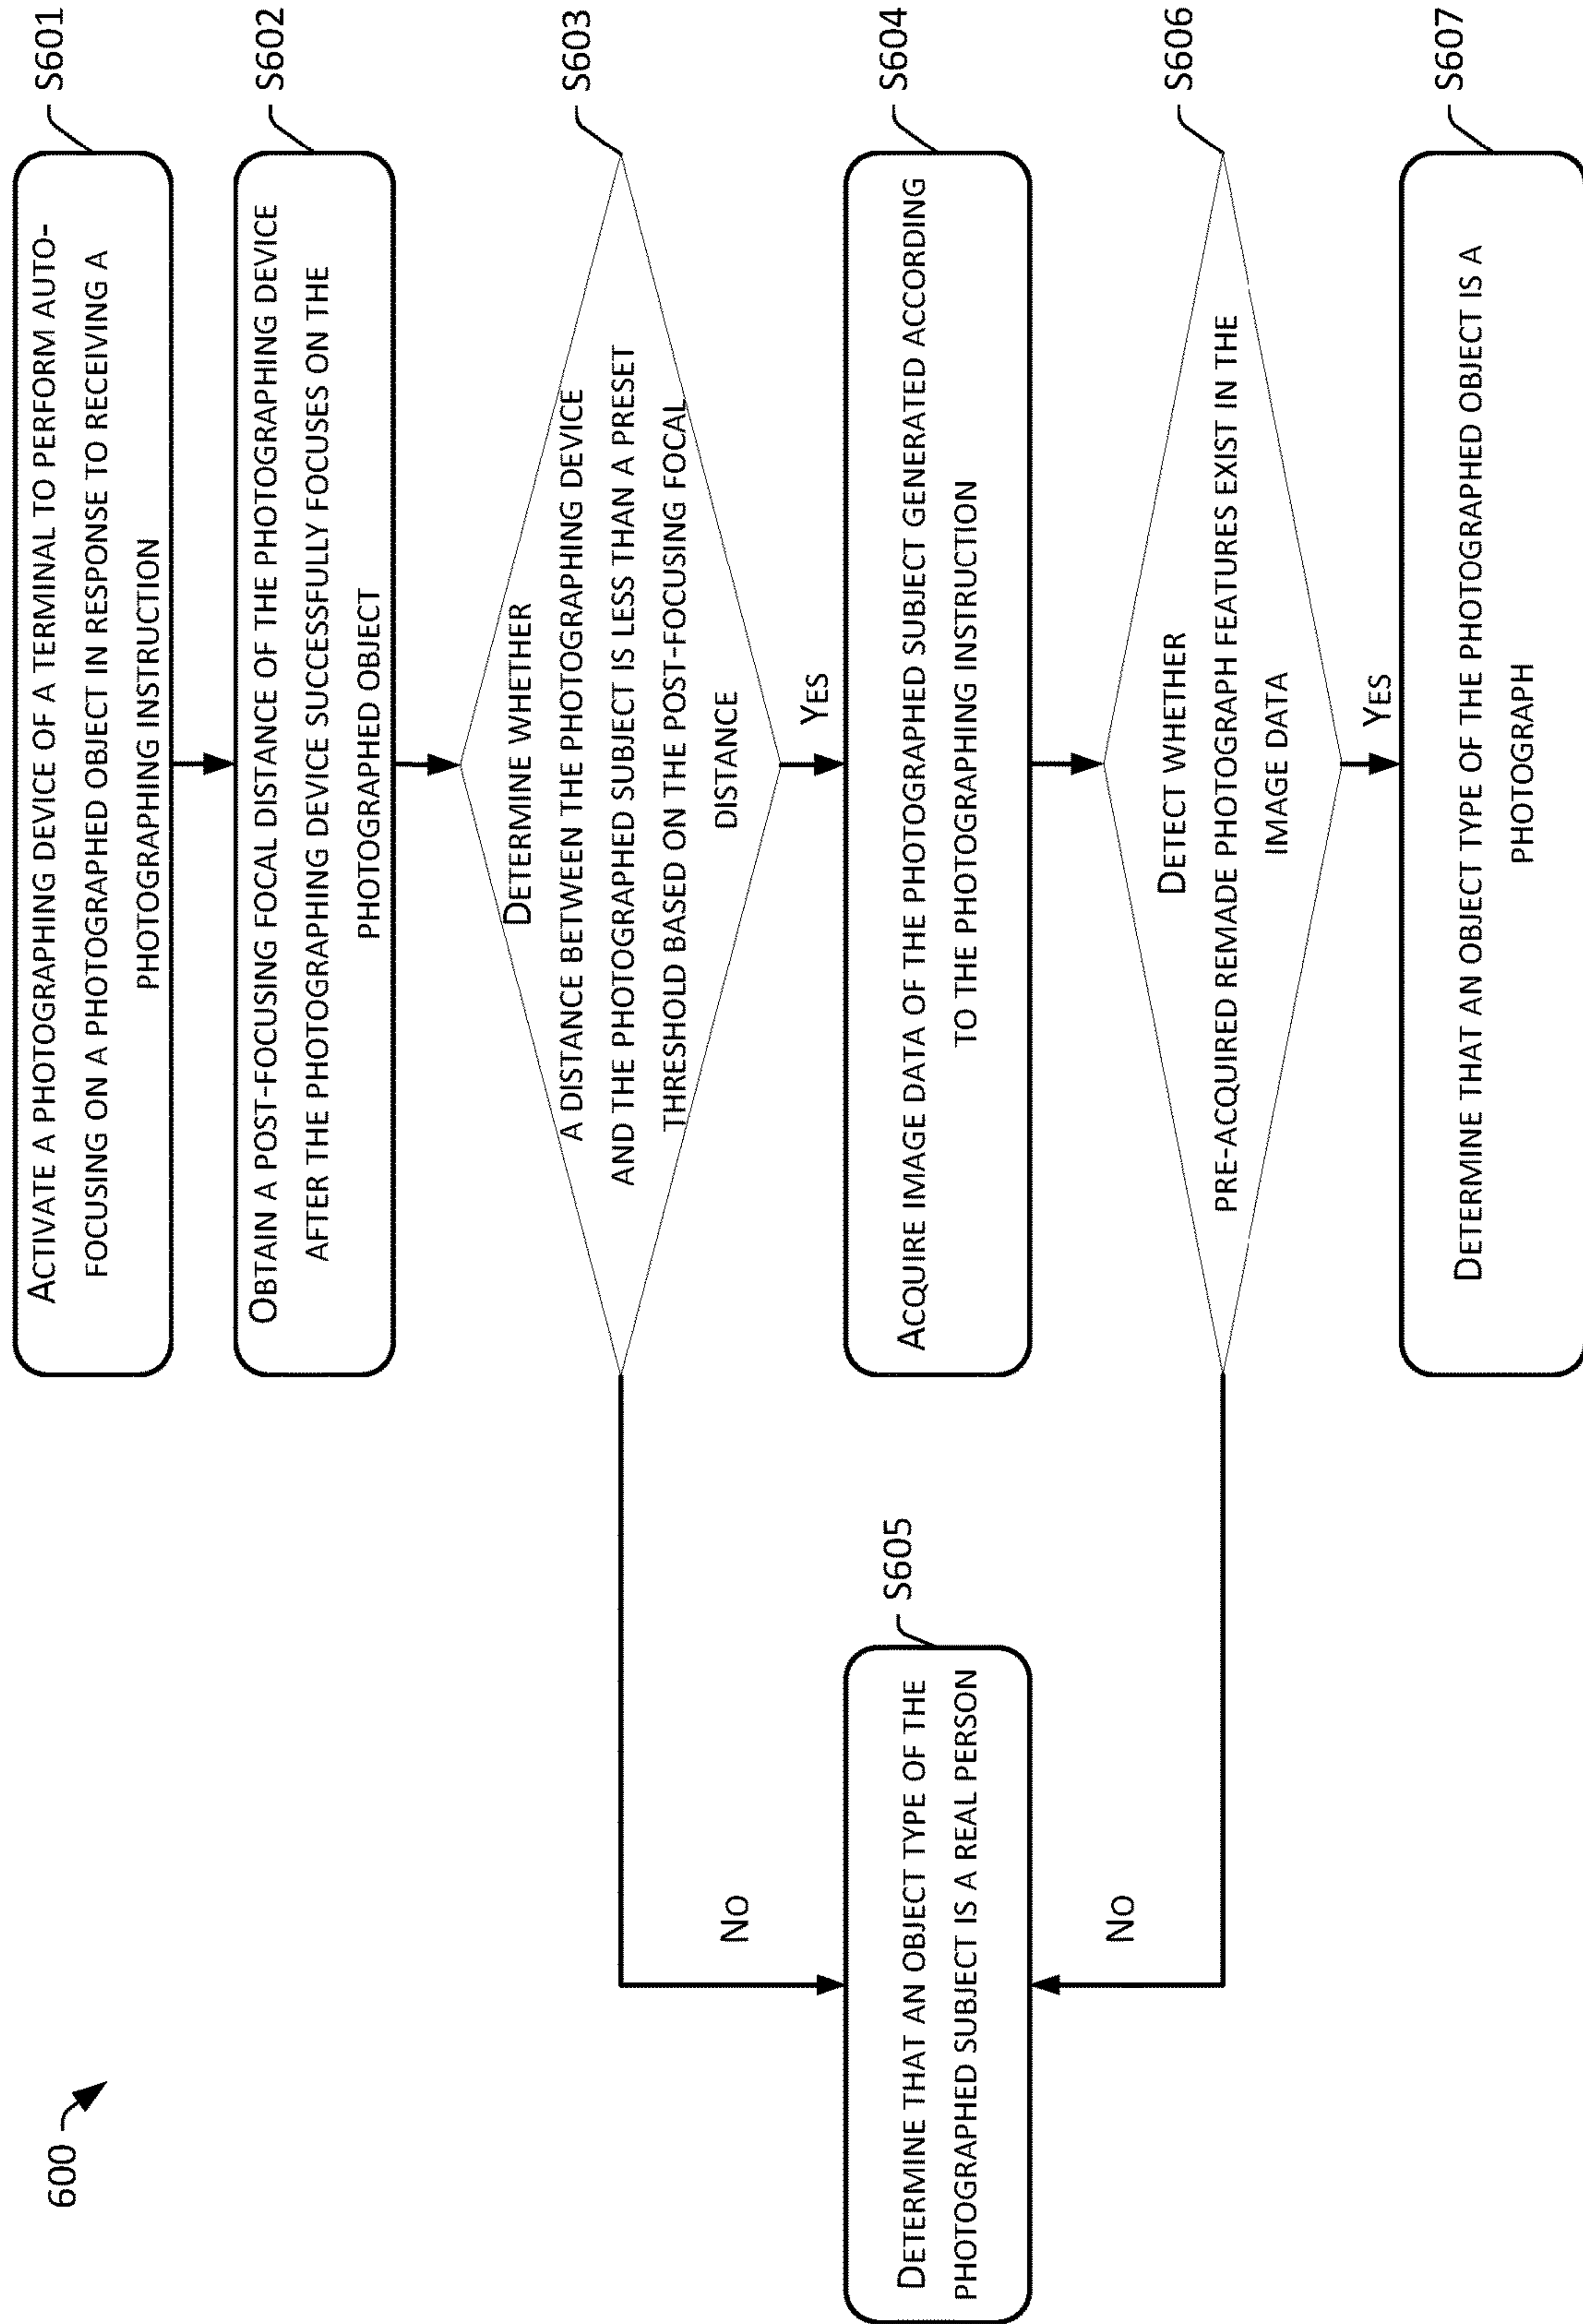 600
ACTIVATE A PHOTOGRAPHING DEVICE OF A TERMINAL TO PERFORM AUTO-
FOCUSING ON A PHOTOGRAPHED OBJECT IN RESPONSE TO RECEIVING A
PHOTOGRAPHING INSTRUCTION
S601
OBTAIN A POST-FOCUSING FOCAL DISTANCE OF THE PHOTOGRAPHING DEVICE
AFTER THE PHOTOGRAPHING DEVICE SUCCESSFULLY FOCUSES ON THE
PHOTOGRAPHED OBJECT
S602
DETERMINE WHETHER
A DISTANCE BETWEEN THE PHOTOGRAPHING DEVICE
AND THE PHOTOGRAPHED SUBJECT IS LESS THAN A PRESET
THRESHOLD BASED ON THE POST-FOCUSING FOCAL
DISTANCE
S603
NO
YES
ACQUIRE IMAGE DATA OF THE PHOTOGRAPHED SUBJECT GENERATED ACCORDING
TO THE PHOTOGRAPHING INSTRUCTION
S604
DETERMINE THAT AN OBJECT TYPE OF THE
PHOTOGRAPHED SUBJECT IS A REAL PERSON
S605
NO
DETECT WHETHER
PRE-ACQUIRED REMADE PHOTOGRAPH FEATURES EXIST IN THE
IMAGE DATA
S606
YES
DETERMINE THAT AN OBJECT TYPE OF THE PHOTOGRAPHED OBJECT IS A
PHOTOGRAPH
S607